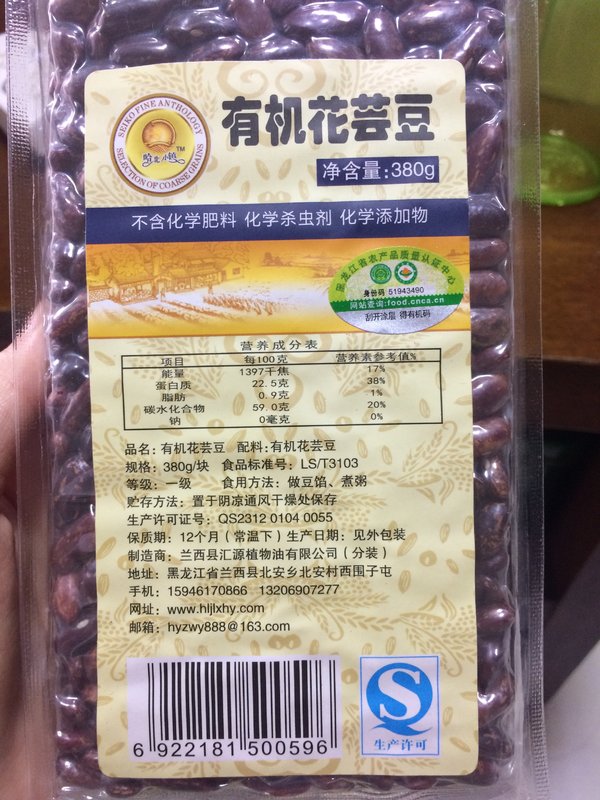 SEIKO FINE ANTHOLOGY
SELECTION OF COARSE GRAINS
哈北小镇 TM
有机花芸豆
净含量:380g
不含化学肥料 化学杀虫剂 化学添加物
黑龙江省农产品质量认证中心
身份码 51943490
网站查询:food.cnca.cn
刮开涂层 得有机码
营养成分表
项目 每100克 营养素参考值%
能量 1397千焦 17%
蛋白质 22.5克 38%
脂肪 0.9克 1%
碳水化合物 59.0克 20%
钠 0毫克 0%
品名: 有机花芸豆 配料: 有机花芸豆
规格: 380g/块 食品标准号: LS/T3103
等级: 一级 食用方法: 做豆馅、煮粥
贮存方法: 置于阴凉通风干燥处保存
生产许可证号: QS2312 0104 0055
保质期: 12个月 ( 常温下 ) 生产日期: 见外包装
制造商: 兰西县汇源植物油有限公司 ( 分装 )
地址: 黑龙江省兰西县北安乡北安村西围子屯
手机: 15946170866 13206907277
网址: www.hljlxhy.com
邮箱: hyzwy888@163.com
6 922181 500596
QS
生产许可